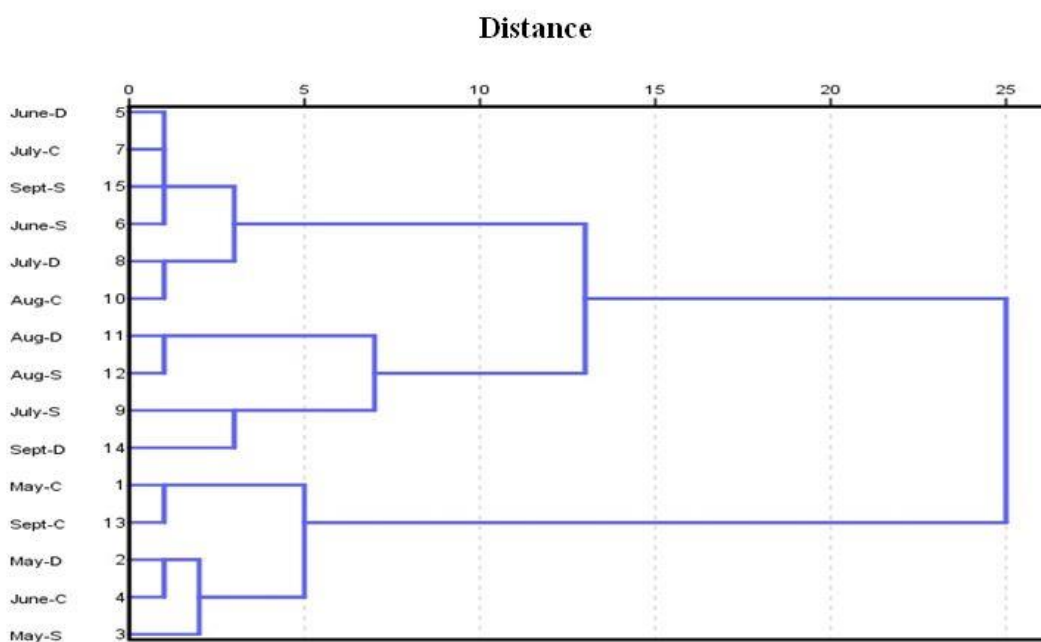 Distance
0 5 10 15 20 25
June-D 5
July-C 7
Sept-S 15
June-S 6
July-D 8
Aug-C 10
Aug-D 11
Aug-S 12
July-S 9
Sept-D 14
May-C 1
Sept-C 13
May-D 2
June-C 4
May-S 3